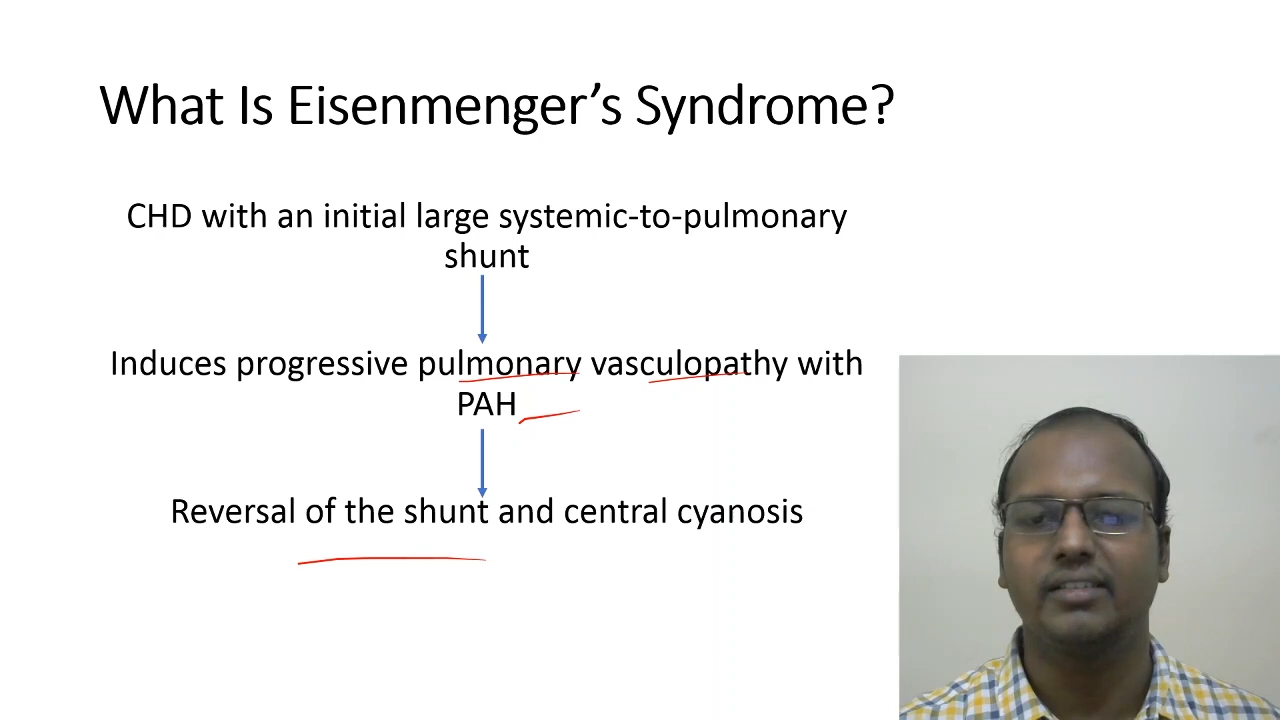 What Is Eisenmenger’s Syndrome?
CHD with an initial large systemic-to-pulmonary
shunt
Induces progressive pulmonary vasculopathy with
PAH
Reversal of the shunt and central cyanosis